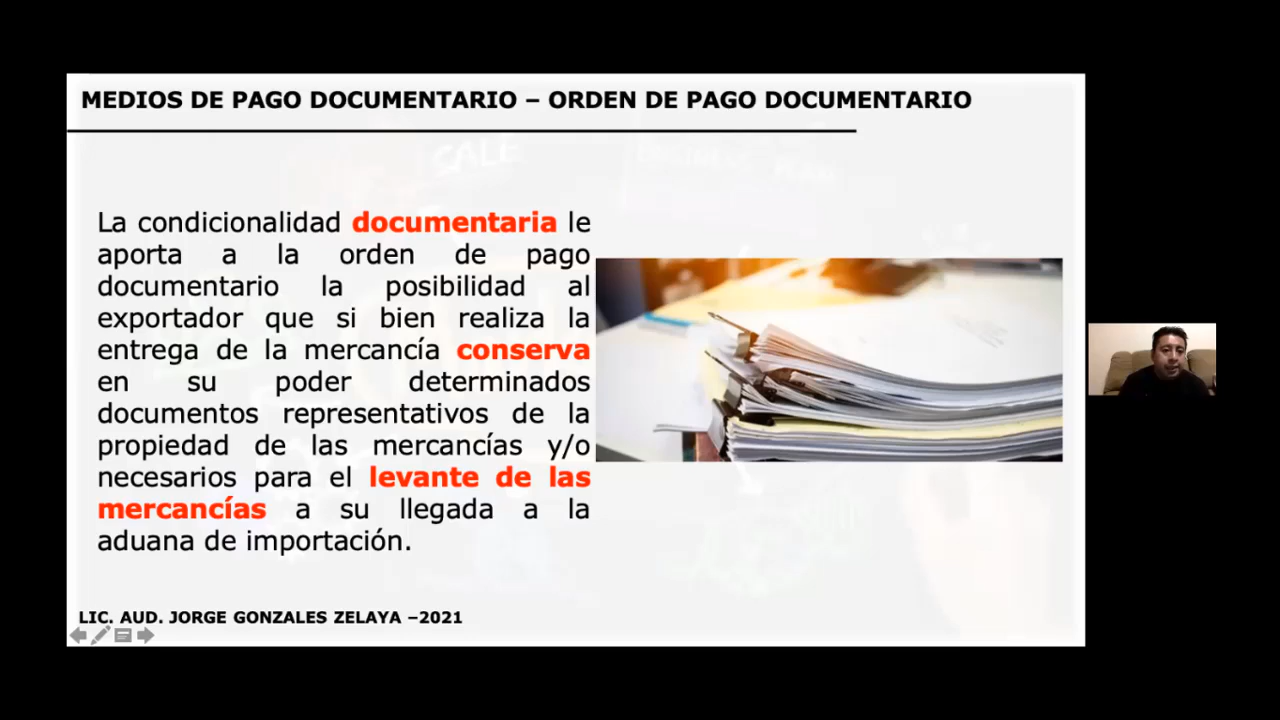 MEDIOS DE PAGO DOCUMENTARIO – ORDEN DE PAGO DOCUMENTARIO
La condicionalidad documentaria le
aporta a la orden de pago
documentario la posibilidad al
exportador que si bien realiza la
entrega de la mercancía conserva
en su poder determinados
documentos representativos de la
propiedad de las mercancías y/o
necesarios para el levante de las
mercancías a su llegada a la
aduana de importación.
LIC. AUD. JORGE GONZALES ZELAYA –2021
SALE